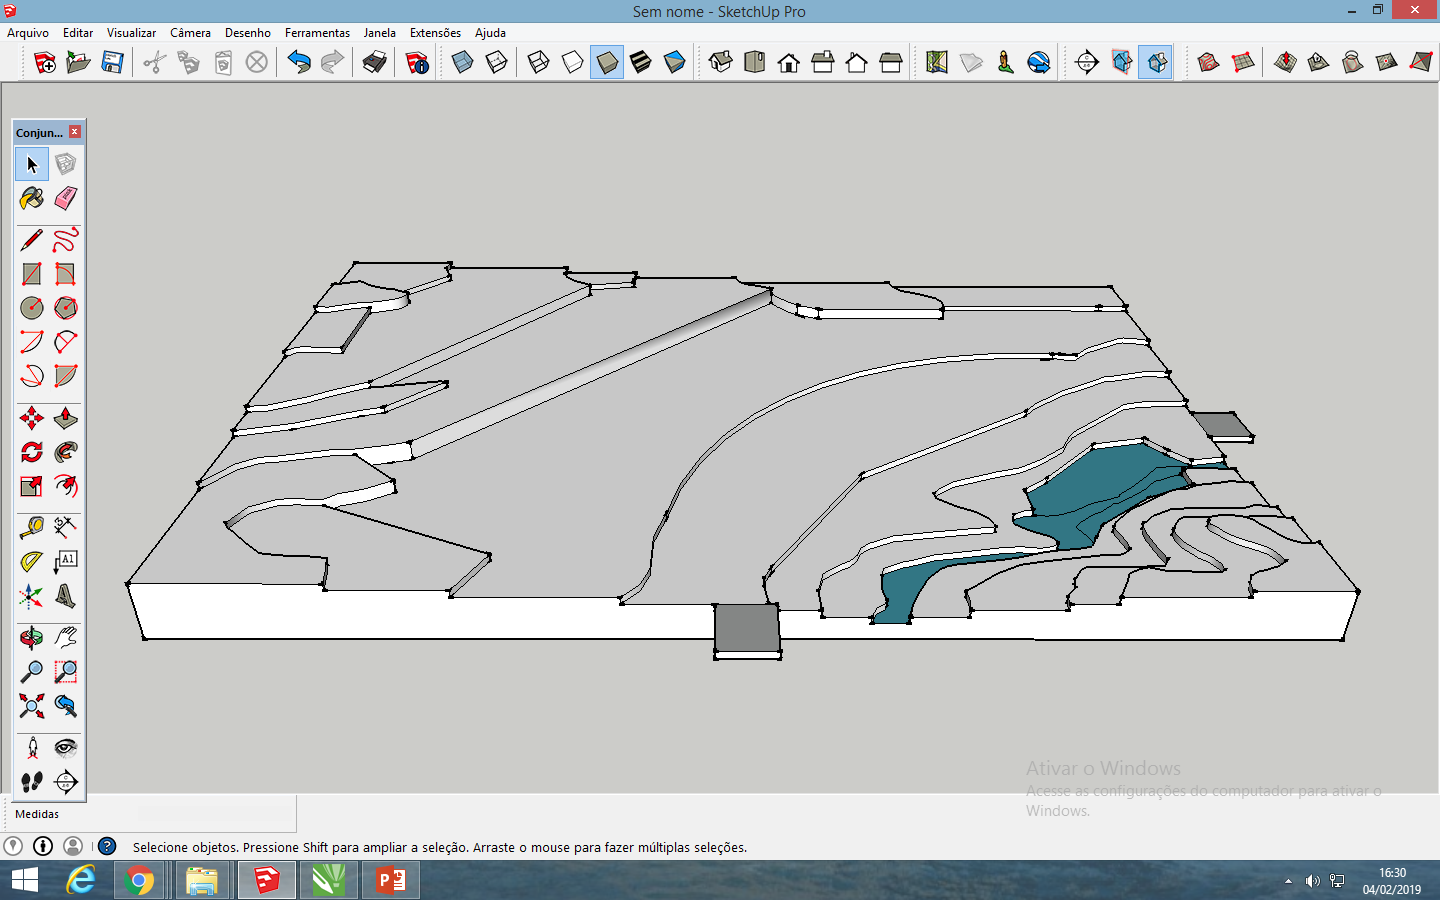 Sem nome - SketchUp Pro
Arquivo Editar Visualizar Câmera Desenho Ferramentas Janela Extensões Ajuda
Conjun...
A1
Medidas
Ativar o Windows
Acesse as configurações do computador para ativar o
Windows.
Selecione objetos. Pressione Shift para ampliar a seleção. Arraste o mouse para fazer múltiplas seleções.
16:30
04/02/2019